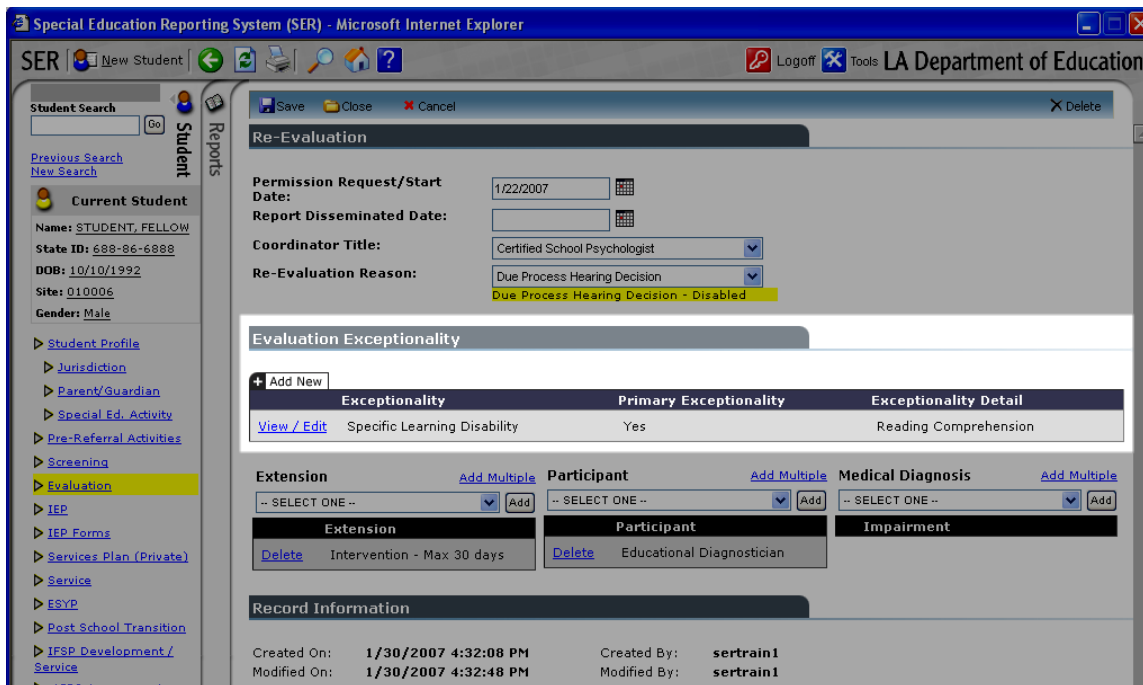 Special Education Reporting System (SER) - Microsoft Internet Explorer
SER New Student ? Logoff Tools LA Department of Education
Student Search
Go
Previous Search
New Search
Student
Reports
Current Student
Name: STUDENT, FELLOW
State ID: 688-86-6888
DOB: 10/10/1992
Site: 010006
Gender: Male
Student Profile
Jurisdiction
Parent/Guardian
Special Ed. Activity
Pre-Referral Activities
Screening
Evaluation
IEP
IEP Forms
Services Plan (Private)
Service
ESYP
Post School Transition
IFSP Development /
Service
Save Close Cancel Delete
Re-Evaluation
Permission Request/Start
Date: 1/22/2007
Report Disseminated Date:
Coordinator Title: Certified School Psychologist
Re-Evaluation Reason: Due Process Hearing Decision
Due Process Hearing Decision - Disabled
Evaluation Exceptionality
Add New
Exceptionality Primary Exceptionality Exceptionality Detail
View / Edit Specific Learning Disability Yes Reading Comprehension
Extension Add Multiple Participant Add Multiple Medical Diagnosis Add Multiple
-- SELECT ONE -- Add -- SELECT ONE -- Add -- SELECT ONE -- Add
Extension Participant Impairment
Delete Intervention - Max 30 days Delete Educational Diagnostician
Record Information
Created On: 1/30/2007 4:32:08 PM Created By: sertrain1
Modified On: 1/30/2007 4:32:48 PM Modified By: sertrain1